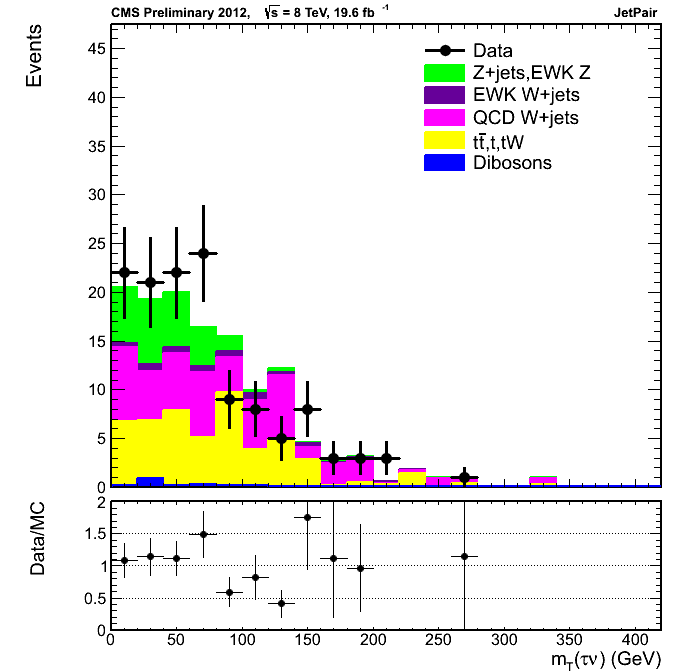 CMS Preliminary 2012, √s = 8 TeV, 19.6 fb⁻¹ JetPair
Events
45
40
35
30
25
20
15
10
5
0
Data
Z+jets,EWK Z
EWK W+jets
QCD W+jets
tt̄,t,tW
Dibosons
Data/MC
2
1.5
1
0.5
0
0 50 100 150 200 250 300 350 400
m_T(τν) (GeV)